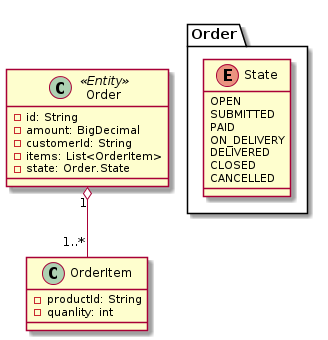 Order
E State
OPEN
SUBMITTED
PAID
ON_DELIVERY
DELIVERED
CLOSED
CANCELLED
«Entity»
C Order
id: String
amount: BigDecimal
customerId: String
items: List<OrderItem>
state: Order.State
1
1..*
C OrderItem
productId: String
quanlity: int